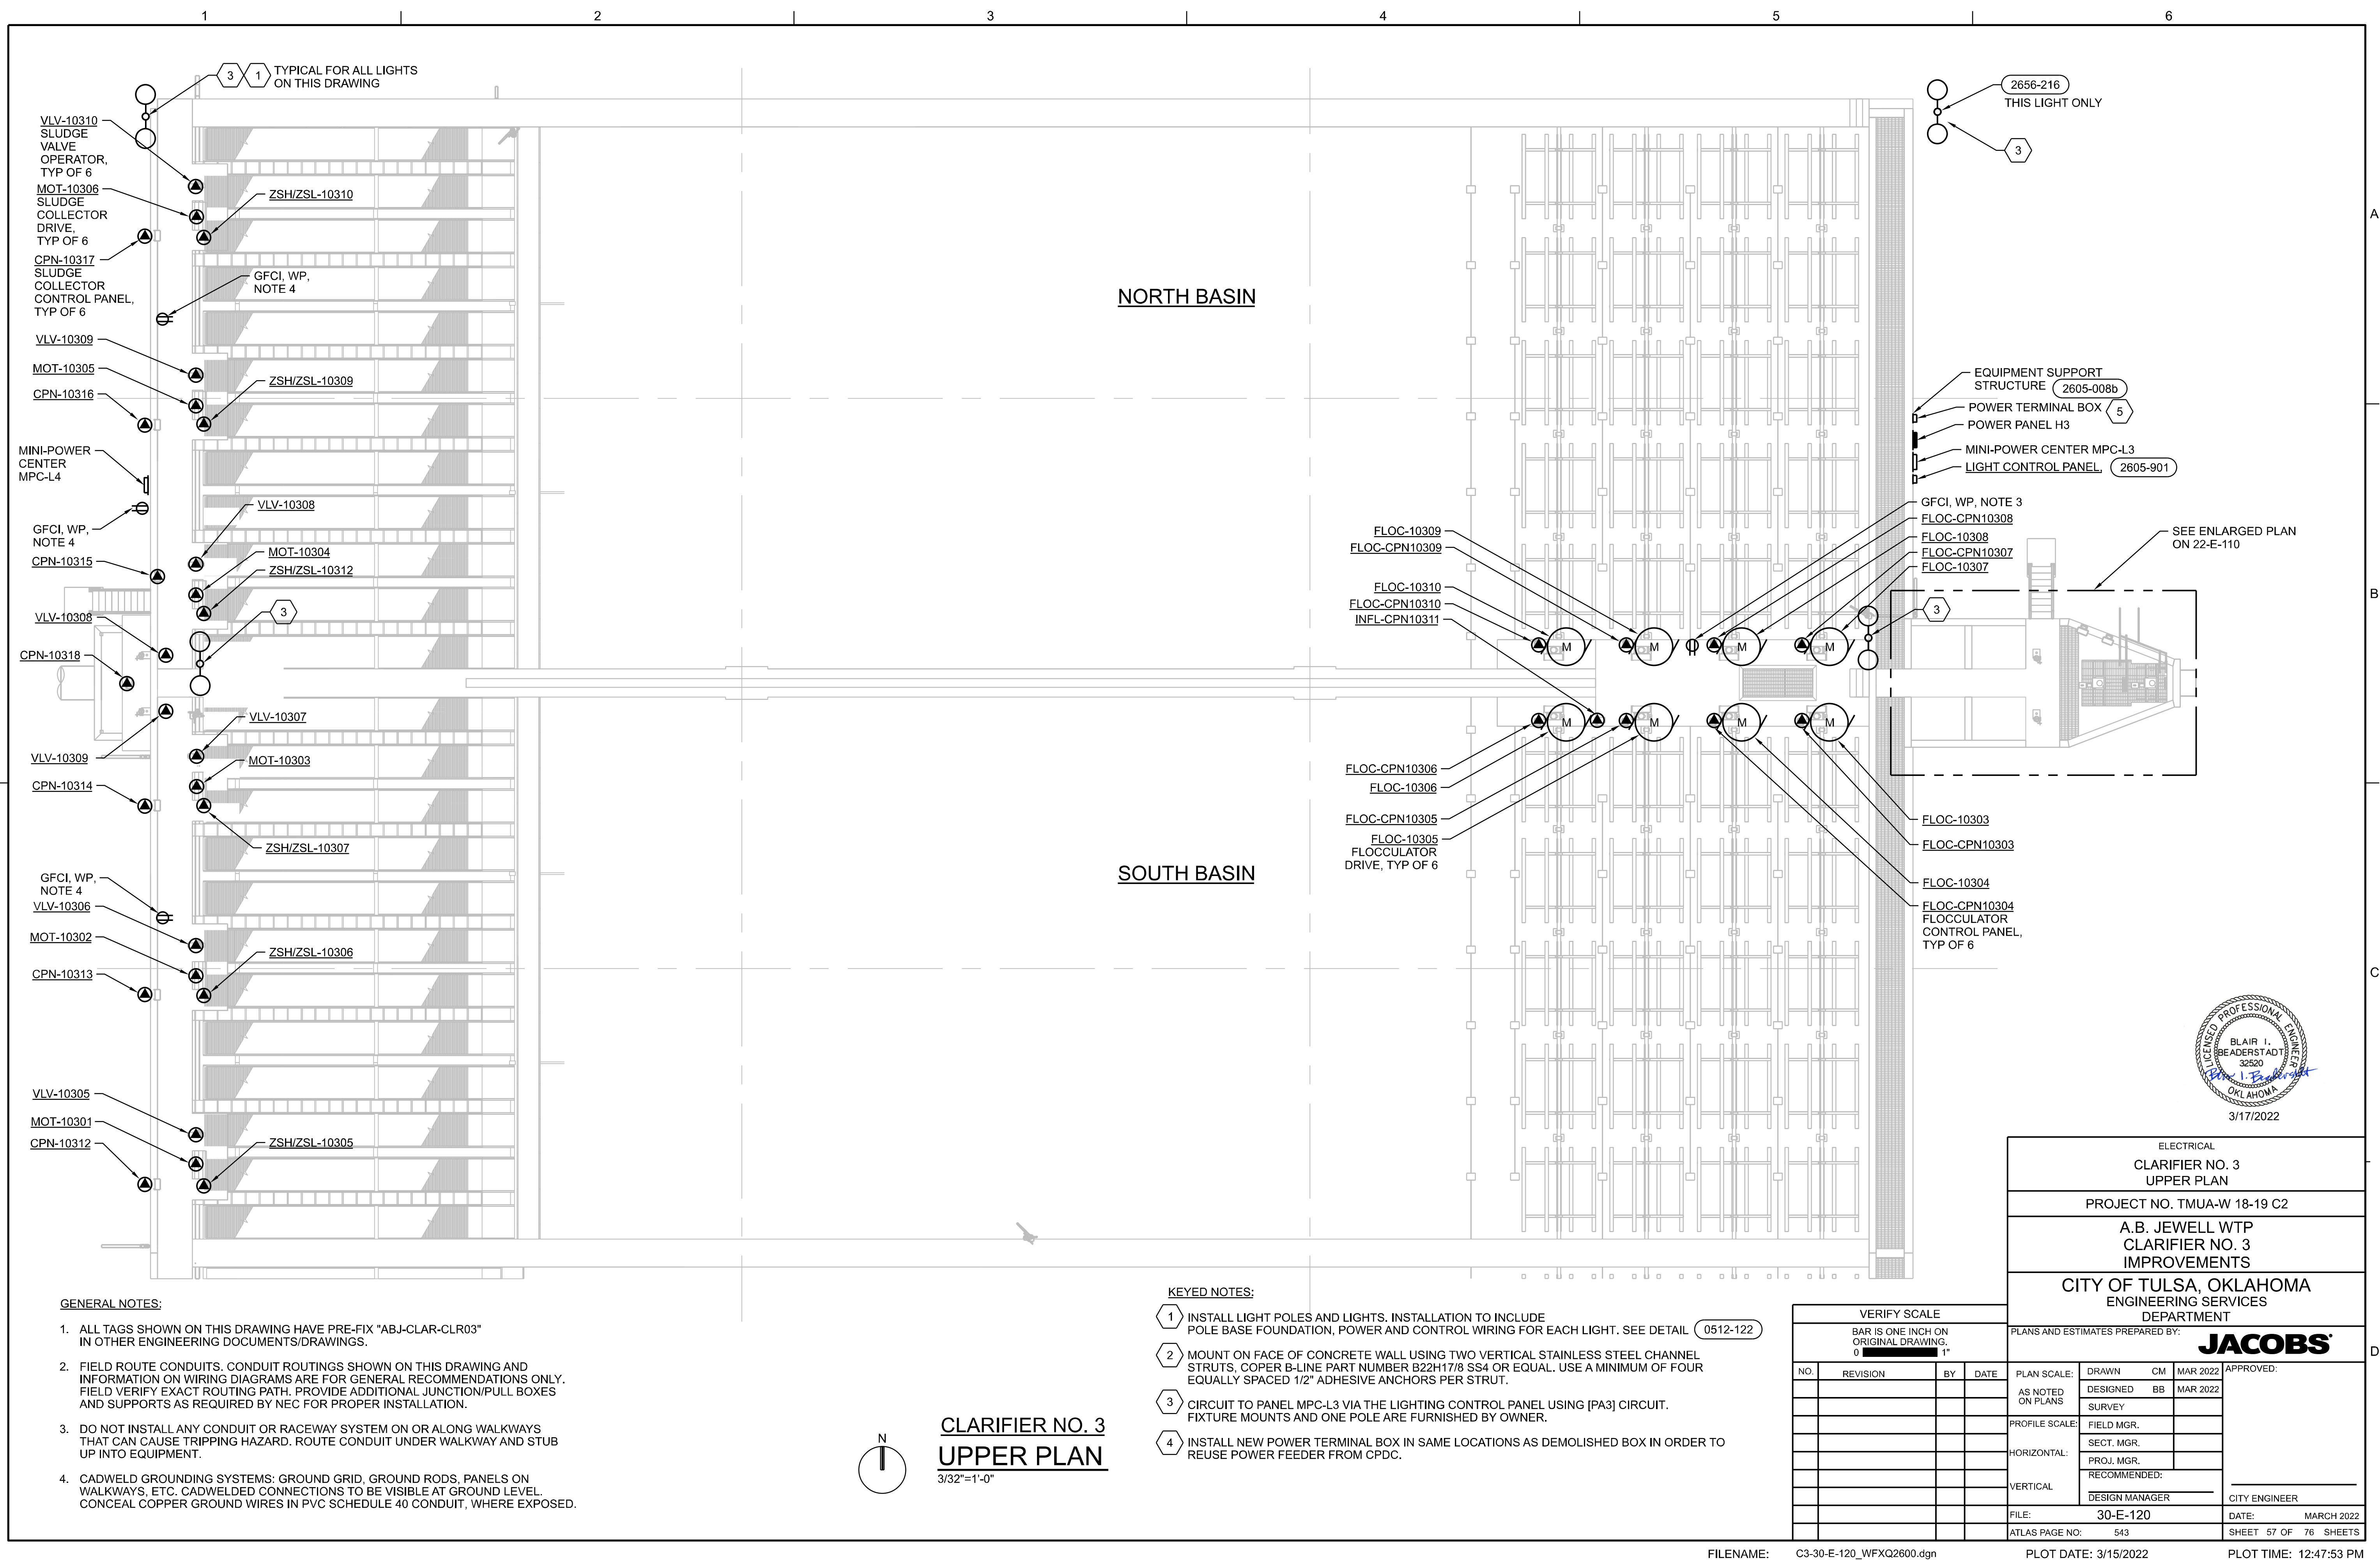 1
2
3
4
5
6
3
1
TYPICAL FOR ALL LIGHTS
ON THIS DRAWING
VLV-10310
SLUDGE
VALVE
OPERATOR,
TYP OF 6
MOT-10306
SLUDGE
COLLECTOR
DRIVE,
TYP OF 6
CPN-10317
SLUDGE
COLLECTOR
CONTROL PANEL,
TYP OF 6
ZSH/ZSL-10310
GFCI, WP,
NOTE 4
VLV-10309
MOT-10305
CPN-10316
ZSH/ZSL-10309
MINI-POWER
CENTER
MPC-L4
GFCI, WP,
NOTE 4
VLV-10308
CPN-10315
MOT-10304
ZSH/ZSL-10312
3
VLV-10308
CPN-10318
VLV-10307
VLV-10309
MOT-10303
CPN-10314
ZSH/ZSL-10307
GFCI, WP,
NOTE 4
VLV-10306
MOT-10302
CPN-10313
ZSH/ZSL-10306
VLV-10305
MOT-10301
CPN-10312
ZSH/ZSL-10305
NORTH BASIN
SOUTH BASIN
2656-216
THIS LIGHT ONLY
3
EQUIPMENT SUPPORT
STRUCTURE 2605-008b
POWER TERMINAL BOX 5
POWER PANEL H3
MINI-POWER CENTER MPC-L3
LIGHT CONTROL PANEL, 2605-901
GFCI, WP, NOTE 3
FLOC-CPN10308
FLOC-10308
FLOC-CPN10307
FLOC-10307
SEE ENLARGED PLAN
ON 22-E-110
3
FLOC-10309
FLOC-CPN10309
FLOC-10310
FLOC-CPN10310
INFL-CPN10311
M
M
M
M
M
M
M
M
FLOC-CPN10306
FLOC-10306
FLOC-CPN10305
FLOC-10305
FLOCCULATOR
DRIVE, TYP OF 6
FLOC-10303
FLOC-CPN10303
FLOC-10304
FLOC-CPN10304
FLOCCULATOR
CONTROL PANEL,
TYP OF 6
A
B
C
D
LICENSED PROFESSIONAL ENGINEER
BLAIR I.
BEADERSTADT
32520
Blair I. Beaderstadt
OKLAHOMA
3/17/2022
GENERAL NOTES:
1. ALL TAGS SHOWN ON THIS DRAWING HAVE PRE-FIX "ABJ-CLAR-CLR03"
IN OTHER ENGINEERING DOCUMENTS/DRAWINGS.
2. FIELD ROUTE CONDUITS. CONDUIT ROUTINGS SHOWN ON THIS DRAWING AND
INFORMATION ON WIRING DIAGRAMS ARE FOR GENERAL RECOMMENDATIONS ONLY.
FIELD VERIFY EXACT ROUTING PATH. PROVIDE ADDITIONAL JUNCTION/PULL BOXES
AND SUPPORTS AS REQUIRED BY NEC FOR PROPER INSTALLATION.
3. DO NOT INSTALL ANY CONDUIT OR RACEWAY SYSTEM ON OR ALONG WALKWAYS
THAT CAN CAUSE TRIPPING HAZARD. ROUTE CONDUIT UNDER WALKWAY AND STUB
UP INTO EQUIPMENT.
4. CADWELD GROUNDING SYSTEMS: GROUND GRID, GROUND RODS, PANELS ON
WALKWAYS, ETC. CADWELDED CONNECTIONS TO BE VISIBLE AT GROUND LEVEL.
CONCEAL COPPER GROUND WIRES IN PVC SCHEDULE 40 CONDUIT, WHERE EXPOSED.
N
CLARIFIER NO. 3
UPPER PLAN
3/32"=1'-0"
KEYED NOTES:
1 INSTALL LIGHT POLES AND LIGHTS. INSTALLATION TO INCLUDE
POLE BASE FOUNDATION, POWER AND CONTROL WIRING FOR EACH LIGHT. SEE DETAIL 0512-122
2 MOUNT ON FACE OF CONCRETE WALL USING TWO VERTICAL STAINLESS STEEL CHANNEL
STRUTS, COPER B-LINE PART NUMBER B22H17/8 SS4 OR EQUAL. USE A MINIMUM OF FOUR
EQUALLY SPACED 1/2" ADHESIVE ANCHORS PER STRUT.
3 CIRCUIT TO PANEL MPC-L3 VIA THE LIGHTING CONTROL PANEL USING [PA3] CIRCUIT.
FIXTURE MOUNTS AND ONE POLE ARE FURNISHED BY OWNER.
4 INSTALL NEW POWER TERMINAL BOX IN SAME LOCATIONS AS DEMOLISHED BOX IN ORDER TO
REUSE POWER FEEDER FROM CPDC.
VERIFY SCALE
BAR IS ONE INCH ON
ORIGINAL DRAWING.
0 1"
NO. REVISION BY DATE
ELECTRICAL
CLARIFIER NO. 3
UPPER PLAN
PROJECT NO. TMUA-W 18-19 C2
A.B. JEWELL WTP
CLARIFIER NO. 3
IMPROVEMENTS
CITY OF TULSA, OKLAHOMA
ENGINEERING SERVICES
DEPARTMENT
PLANS AND ESTIMATES PREPARED BY:
JACOBS
PLAN SCALE:
AS NOTED
ON PLANS
PROFILE SCALE:
HORIZONTAL:
VERTICAL
DRAWN CM MAR 2022
DESIGNED BB MAR 2022
SURVEY
FIELD MGR.
SECT. MGR.
PROJ. MGR.
RECOMMENDED:
DESIGN MANAGER
APPROVED:
CITY ENGINEER
FILE: 30-E-120
DATE: MARCH 2022
ATLAS PAGE NO: 543
SHEET 57 OF 76 SHEETS
FILENAME: C3-30-E-120_WFXQ2600.dgn
PLOT DATE: 3/15/2022
PLOT TIME: 12:47:53 PM